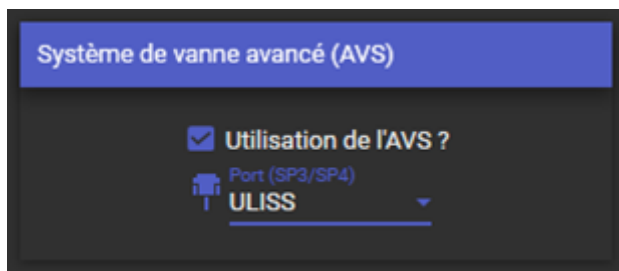 Système de vanne avancé (AVS)
Utilisation de l'AVS ?
Port (SP3/SP4)
ULISS